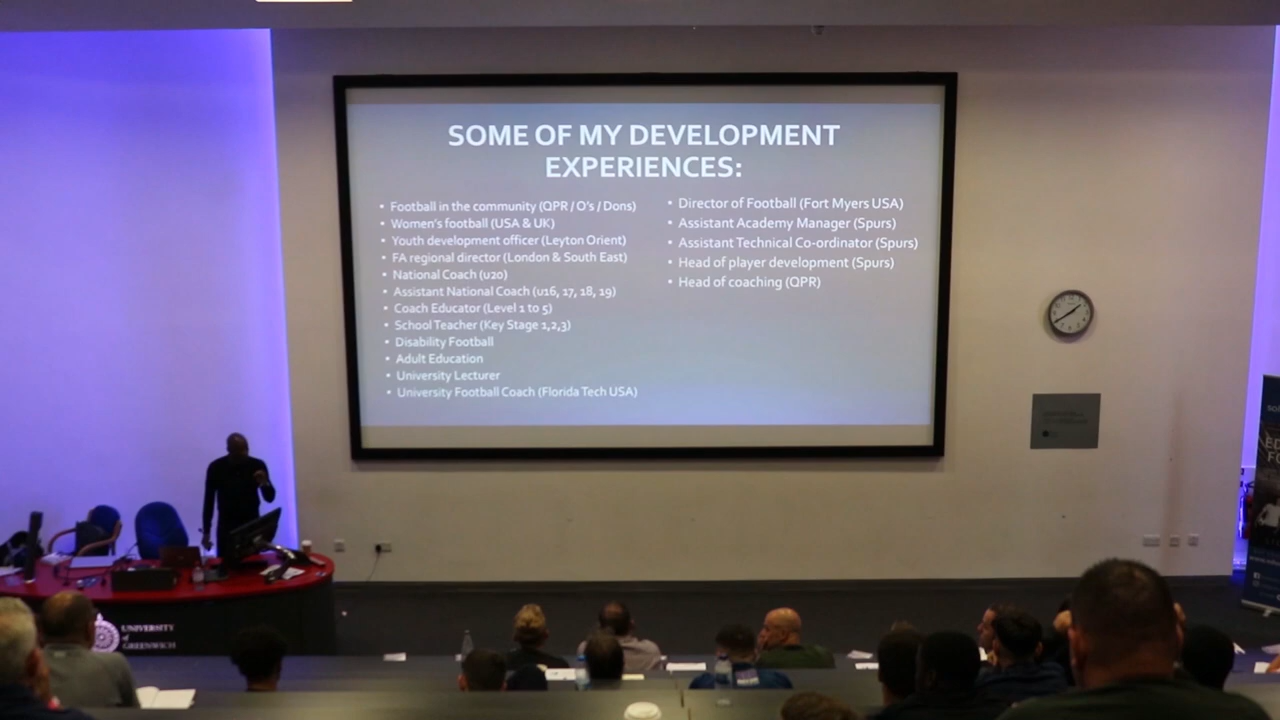 SOME OF MY DEVELOPMENT
EXPERIENCES:
• Football in the community (QPR / O's / Dons)
• Women's football (USA & UK)
• Youth development officer (Leyton Orient)
• FA regional director (London & South East)
• National Coach (u20)
• Assistant National Coach (u16, 17, 18, 19)
• Coach Educator (Level 1 to 5)
• School Teacher (Key Stage 1,2,3)
• Disability Football
• Adult Education
• University Lecturer
• University Football Coach (Florida Tech USA)
• Director of Football (Fort Myers USA)
• Assistant Academy Manager (Spurs)
• Assistant Technical Co-ordinator (Spurs)
• Head of player development (Spurs)
• Head of coaching (QPR)
UNIVERSITY
of
GREENWICH